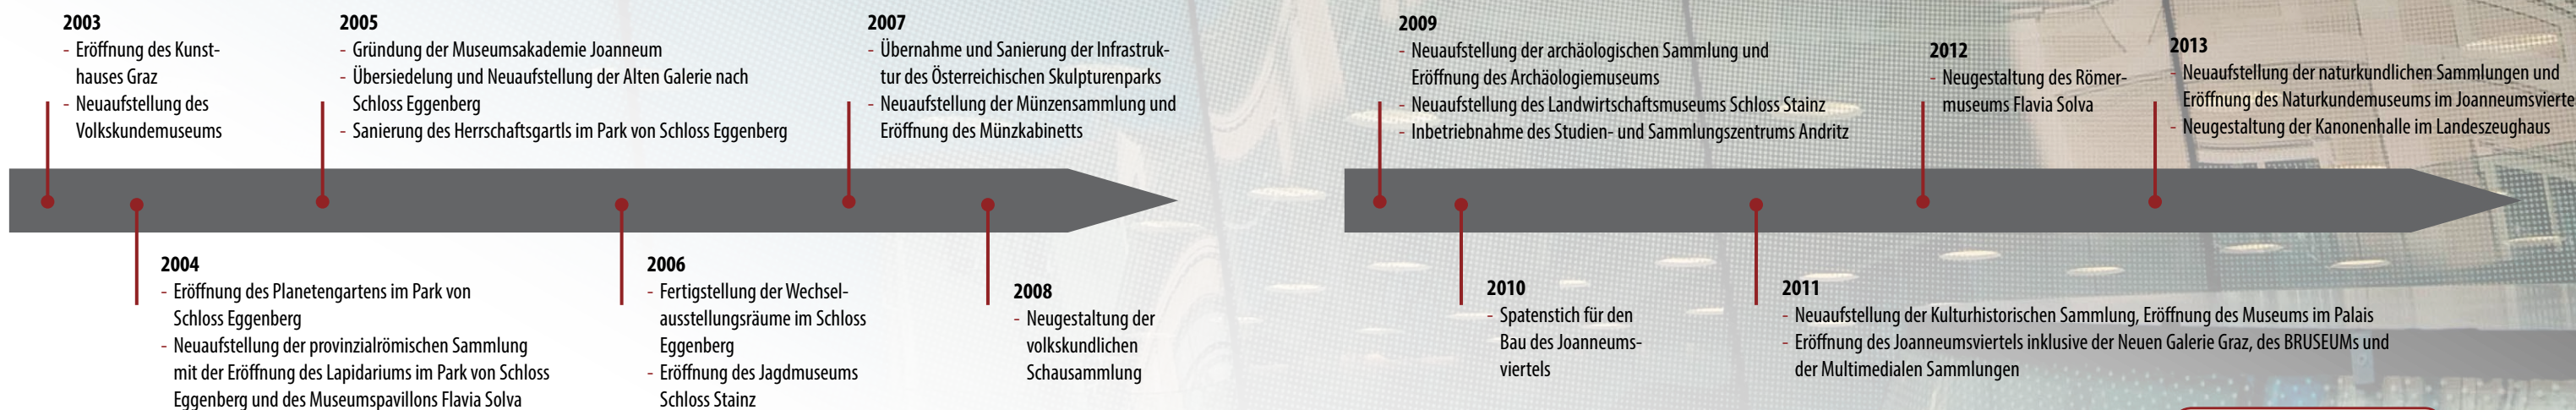 2003
- Eröffnung des Kunst-
hauses Graz
- Neuaufstellung des
Volkskundemuseums
2004
- Eröffnung des Planetengartens im Park von
Schloss Eggenberg
- Neuaufstellung der provinzialrömischen Sammlung
mit der Eröffnung des Lapidariums im Park von Schloss
Eggenberg und des Museumspavillons Flavia Solva
2005
- Gründung der Museumsakademie Joanneum
- Übersiedelung und Neuaufstellung der Alten Galerie nach
Schloss Eggenberg
- Sanierung des Herrschaftsgartls im Park von Schloss Eggenberg
2006
- Fertigstellung der Wechsel-
ausstellungsräume im Schloss
Eggenberg
- Eröffnung des Jagdmuseums
Schloss Stainz
2007
- Übernahme und Sanierung der Infrastruk-
tur des Österreichischen Skulpturenparks
- Neuaufstellung der Münzensammlung und
Eröffnung des Münzkabinetts
2008
- Neugestaltung der
volkskundlichen
Schausammlung
2009
- Neuaufstellung der archäologischen Sammlung und
Eröffnung des Archäologiemuseums
- Neuaufstellung des Landwirtschaftsmuseums Schloss Stainz
- Inbetriebnahme des Studien- und Sammlungszentrums Andritz
2010
- Spatenstich für den
Bau des Joanneums-
viertels
2011
- Neuaufstellung der Kulturhistorischen Sammlung, Eröffnung des Museums im Palais
- Eröffnung des Joanneumsviertels inklusive der Neuen Galerie Graz, des BRUSEUMs und
der Multimedialen Sammlungen
2012
- Neugestaltung des Römer-
museums Flavia Solva
2013
- Neuaufstellung der naturkundlichen Sammlungen und
Eröffnung des Naturkundemuseums im Joanneumsvierte
- Neugestaltung der Kanonenhalle im Landeszeughaus